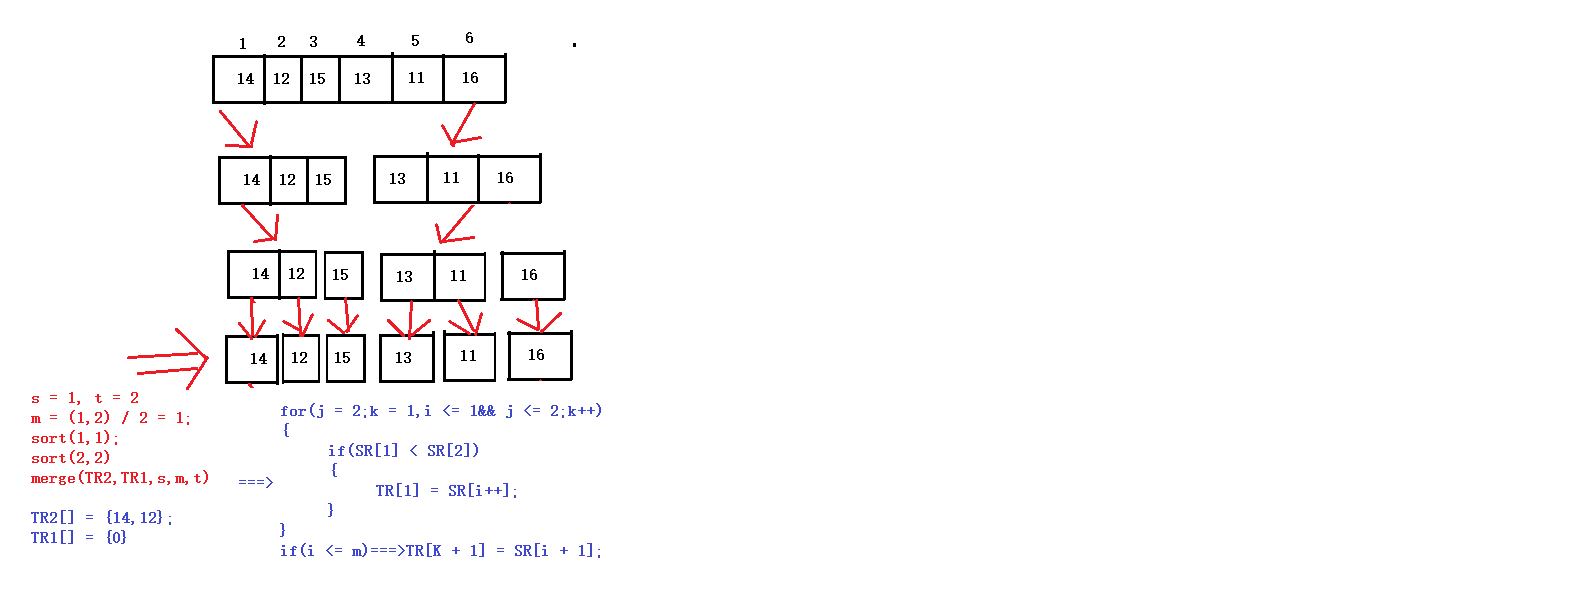 1 2 3 4 5 6
14 12 15 13 11 16
14 12 15 13 11 16
14 12 15 13 11 16
14 12 15 13 11 16
s = 1, t = 2
m = (1,2) / 2 = 1;
sort(1,1);
sort(2,2)
merge(TR2,TR1,s,m,t)
TR2[] = {14,12};
TR1[] = {0}
===>
for(j = 2;k = 1,i <= 1&& j <= 2;k++)
{
if(SR[1] < SR[2])
{
TR[1] = SR[i++];
}
}
if(i <= m)===>TR[K + 1] = SR[i + 1];